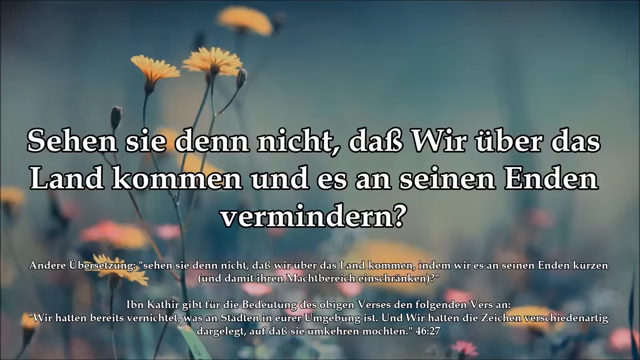 Sehen sie denn nicht, daß Wir über das
Land kommen und es an seinen Enden
vermindern?
Andere Übersetzung: "sehen sie denn nicht, daß wir über das Land kommen, indem wir es an seinen Enden kürzen
(und damit ihren Machtbereich einschränken)?"
Ibn Kathir gibt für die Bedeutung des obigen Verses den folgenden Vers an:
"Wir hatten bereits vernichtet, was an Städten in eurer Umgebung ist. Und Wir hatten die Zeichen verschiedenartig
dargelegt, auf daß sie umkehren mochten." 46:27